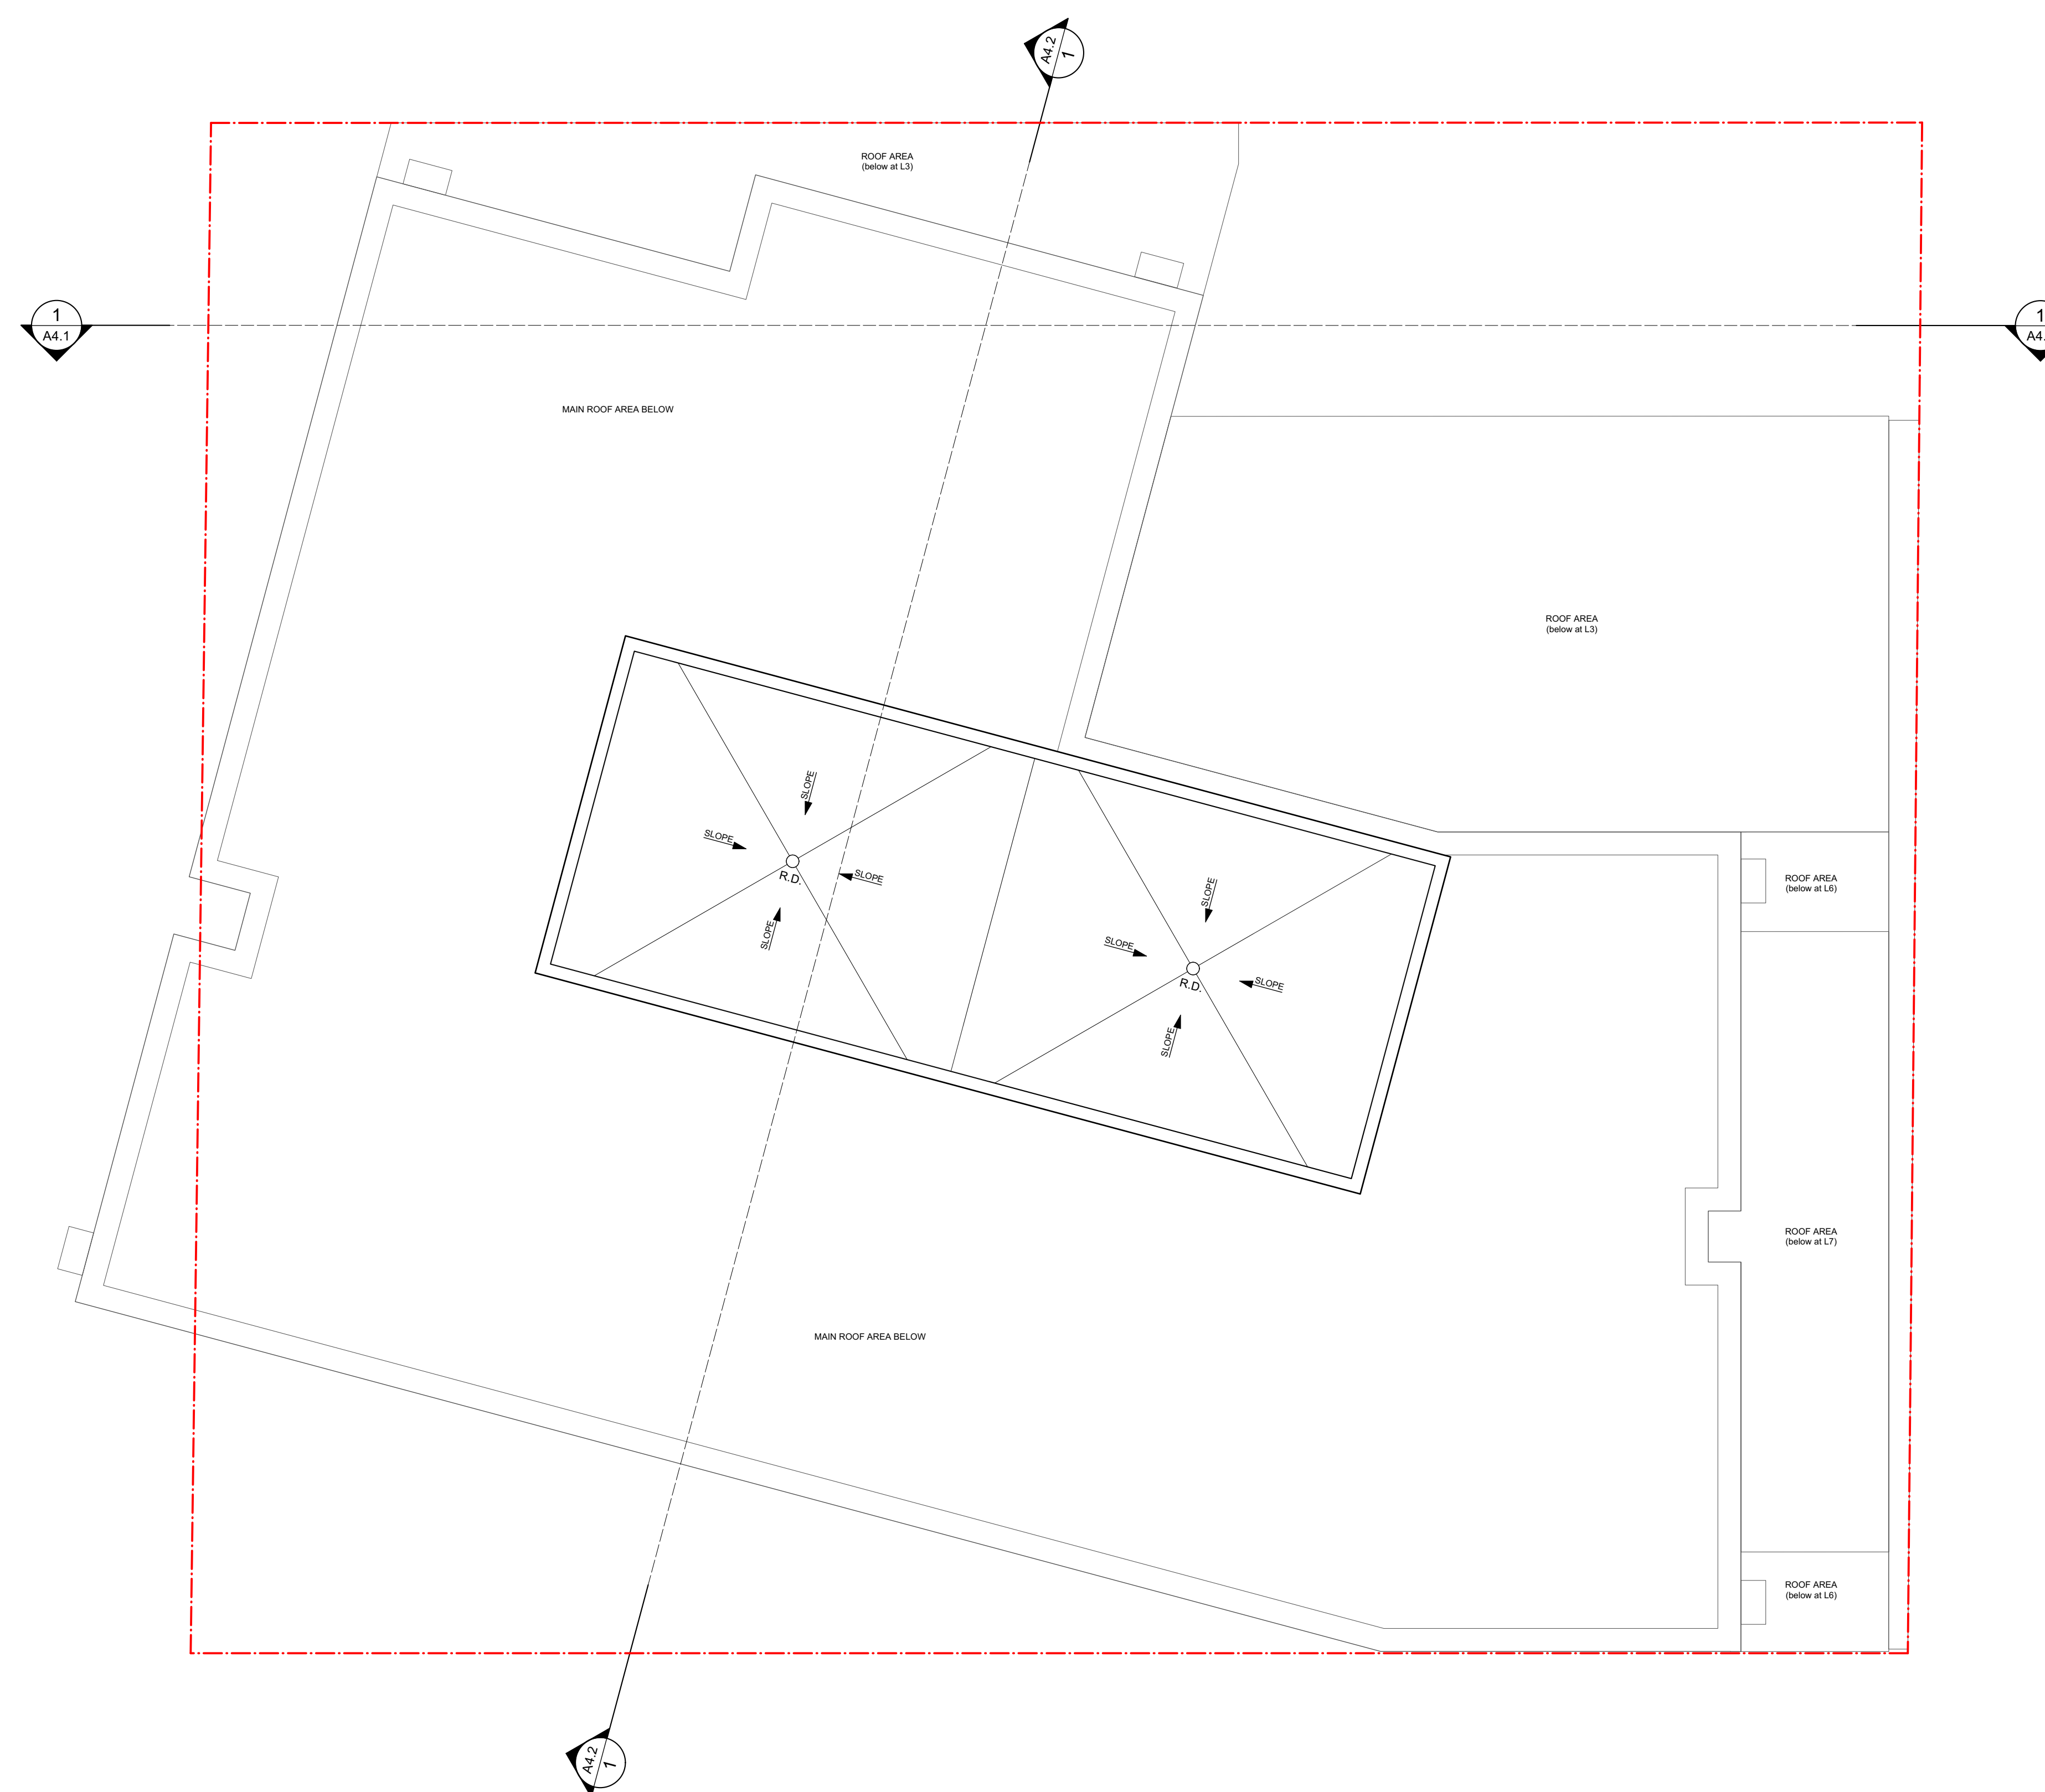 A4.2
1
ROOF AREA
(below at L3)
1
A4.1
1
A4.
MAIN ROOF AREA BELOW
ROOF AREA
(below at L3)
SLOPE
SLOPE
SLOPE
R.D.
SLOPE
SLOPE
SLOPE
SLOPE
R.D.
SLOPE
ROOF AREA
(below at L6)
ROOF AREA
(below at L7)
MAIN ROOF AREA BELOW
ROOF AREA
(below at L6)
A4.2
1